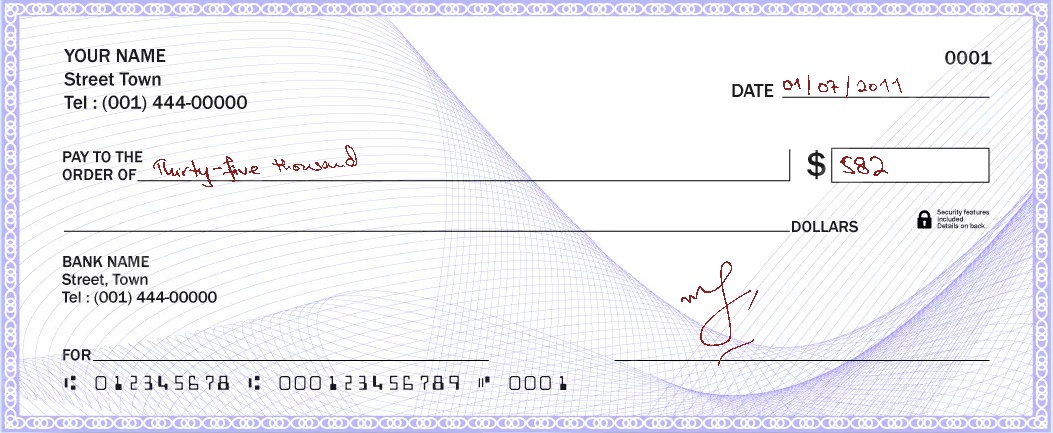 YOUR NAME
0001
Street Town
DATE 01/07/2011
Tel : (001) 444-00000
PAY TO THE
ORDER OF Thirty-five thousand
$ 582
DOLLARS
Security features
included.
Details on back.
BANK NAME
Street, Town
Tel : (001) 444-00000
FOR
⑆ 012345678 ⑆ 000123456789 ⑈ 0001